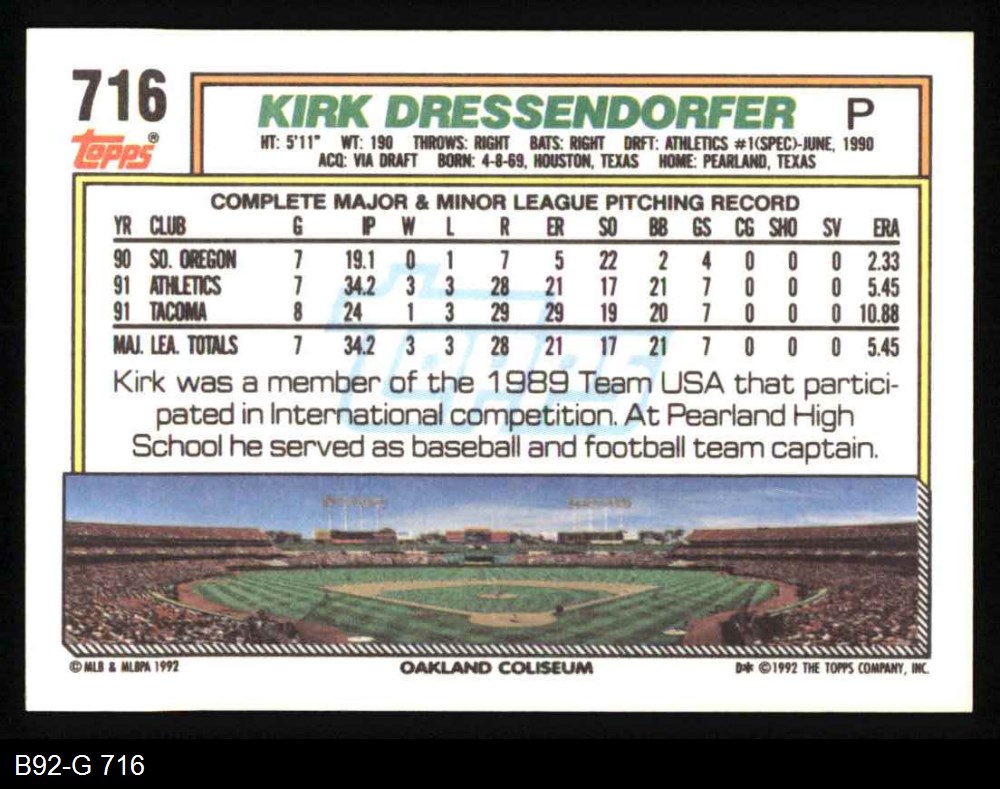 716
Topps®
KIRK DRESSENDORFER P
HT: 5'11" WT: 190 THROWS: RIGHT BATS: RIGHT DRFT: ATHLETICS #1(SPEC)-JUNE, 1990
ACQ: VIA DRAFT BORN: 4-8-69, HOUSTON, TEXAS HOME: PEARLAND, TEXAS
COMPLETE MAJOR & MINOR LEAGUE PITCHING RECORD
YR CLUB G IP W L R ER SO BB GS CG SHO SV ERA
90 SO. OREGON 7 19.1 0 1 7 5 22 2 4 0 0 0 2.33
91 ATHLETICS 7 34.2 3 3 28 21 17 21 7 0 0 0 5.45
91 TACOMA 8 24 1 3 29 29 19 20 7 0 0 0 10.88
MAJ. LEA. TOTALS 7 34.2 3 3 28 21 17 21 7 0 0 0 5.45
Topps
Kirk was a member of the 1989 Team USA that partici-
pated in International competition. At Pearland High
School he served as baseball and football team captain.
© MLB & MLBPA 1992 OAKLAND COLISEUM D* © 1992 THE TOPPS COMPANY, INC.
B92-G 716